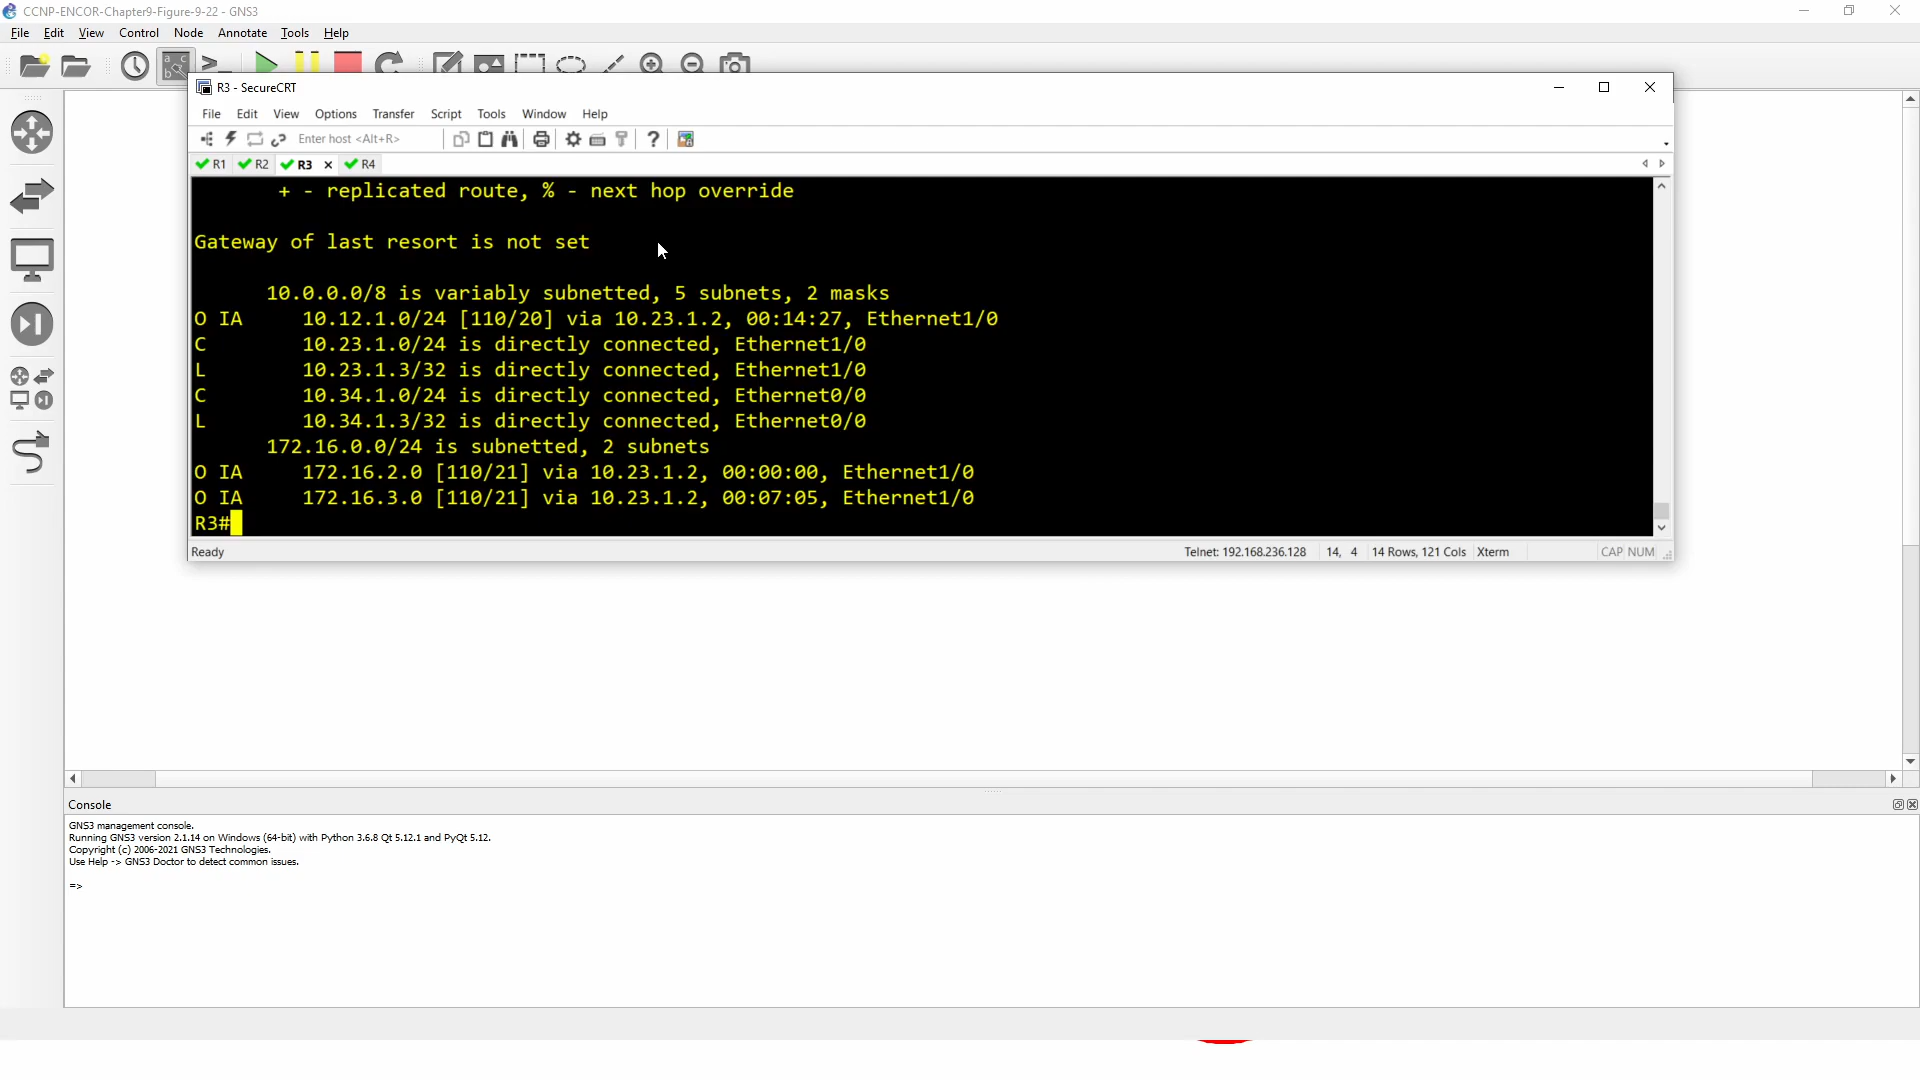 CCNP-ENCOR-Chapter9-Figure-9-22 - GNS3
File Edit View Control Node Annotate Tools Help
R3 - SecureCRT
File Edit View Options Transfer Script Tools Window Help
Enter host <Alt+R>
R1 R2 R3 R4
+ - replicated route, % - next hop override
Gateway of last resort is not set
10.0.0.0/8 is variably subnetted, 5 subnets, 2 masks
O IA 10.12.1.0/24 [110/20] via 10.23.1.2, 00:14:27, Ethernet1/0
C 10.23.1.0/24 is directly connected, Ethernet1/0
L 10.23.1.3/32 is directly connected, Ethernet1/0
C 10.34.1.0/24 is directly connected, Ethernet0/0
L 10.34.1.3/32 is directly connected, Ethernet0/0
172.16.0.0/24 is subnetted, 2 subnets
O IA 172.16.2.0 [110/21] via 10.23.1.2, 00:00:00, Ethernet1/0
O IA 172.16.3.0 [110/21] via 10.23.1.2, 00:07:05, Ethernet1/0
R3#
Ready Telnet: 192.168.236.128 14, 4 14 Rows, 121 Cols Xterm CAP NUM
Console
GNS3 management console.
Running GNS3 version 2.1.14 on Windows (64-bit) with Python 3.6.8 Qt 5.12.1 and PyQt 5.12.
Copyright (c) 2006-2021 GNS3 Technologies.
Use Help -> GNS3 Doctor to detect common issues.
=>